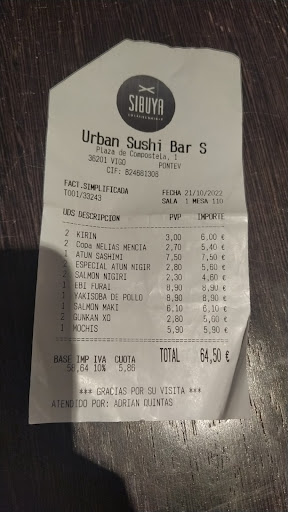 SIBUYA
Urban Sushi Bar S
Plaza de Compostela, 1
36201 VIGO PONTEV
FACT.SIMPLIFICADA FECHA 21/10/2022
T001/33243 SALA 1 MESA 110
UDS DESCRIPCION PVP IMPORTE
2 KIRIN 3,00 6,00 €
2 Copa NELIAS MENCIA 2,70 5,40 €
1 ATUN SASHIMI 7,50 7,50 €
2 ESPECIAL ATUN NIGIR 2,80 5,60 €
2 SALMON NIGIRI 2,30 4,60 €
1 EBI FURAI 8,90 8,90 €
1 YAKISOBA DE POLLO 8,90 8,90 €
1 SALMON MAKI 6,10 6,10 €
2 GUNKAN XO 2,80 5,60 €
1 MOCHIS 5,90 5,90 €
BASE IMP IVA CUOTA TOTAL 64,50 €
58,64 10% 5,86
*** GRACIAS POR SU VISITA ***
ATENDIDO POR: ADRIAN QUINTAS